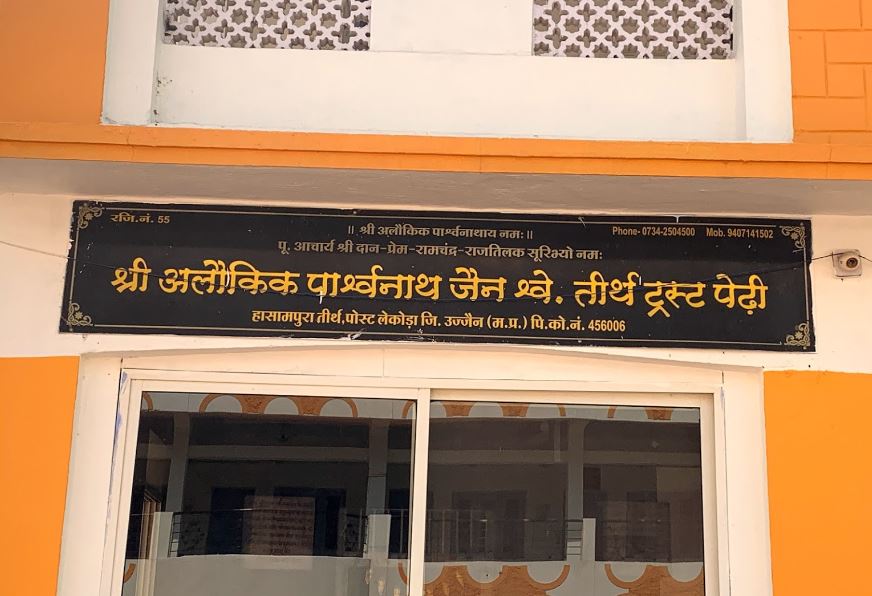 रजि.नं. 55
॥ श्री अलौकिक पार्श्वनाथाय नमः॥
Phone- 0734-2504500 Mob. 9407141502
पू. आचार्य श्री दान-प्रेम-रामचंद्र-राजतिलक सूरिभ्यो नमः
श्री अलौकिक पार्श्वनाथ जैन श्वे. तीर्थ ट्रस्ट पेढ़ी
हासामपुरा तीर्थ,पोस्ट लेकोड़ा जि. उज्जैन (म.प्र.) पि.को.नं. 456006